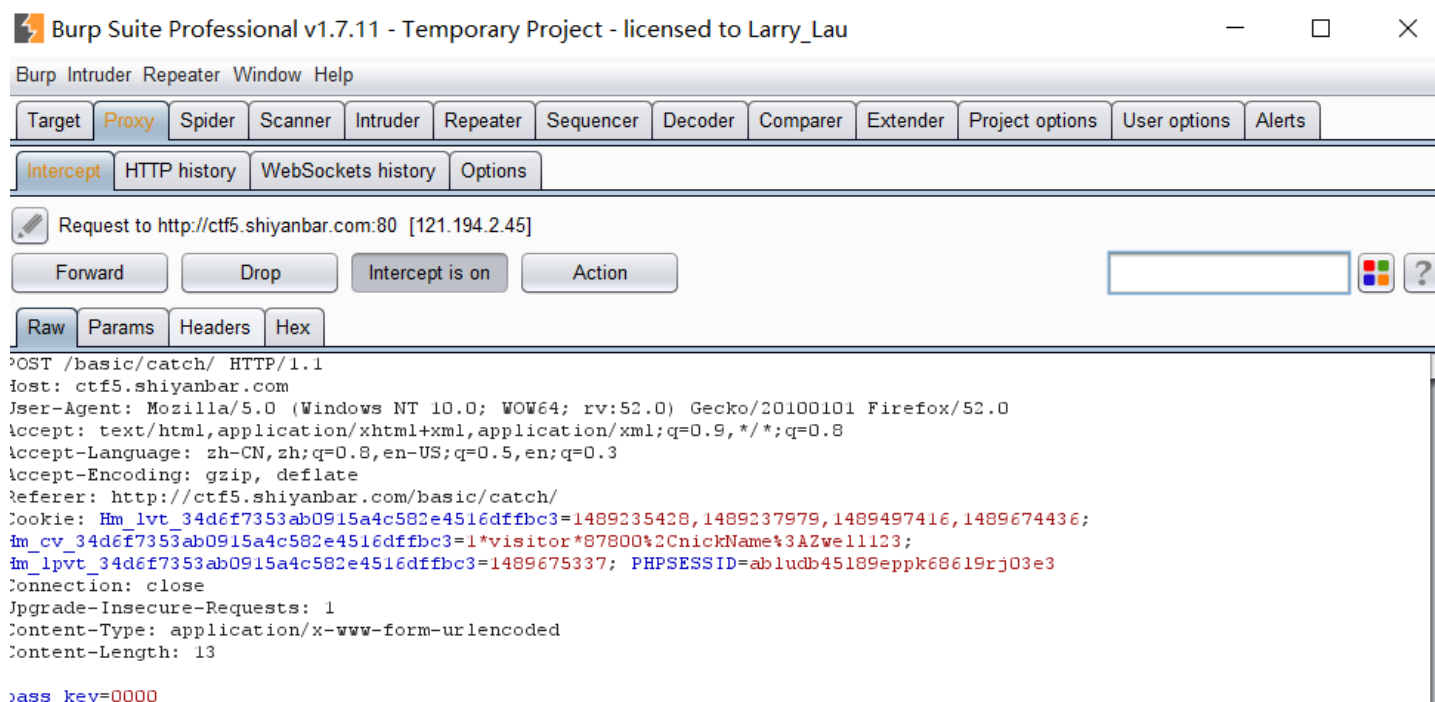 Burp Suite Professional v1.7.11 - Temporary Project - licensed to Larry_Lau
Burp Intruder Repeater Window Help
Target Proxy Spider Scanner Intruder Repeater Sequencer Decoder Comparer Extender Project options User options Alerts
Intercept HTTP history WebSockets history Options
Request to http://ctf5.shiyanbar.com:80 [121.194.2.45]
Forward Drop Intercept is on Action ?
Raw Params Headers Hex
POST /basic/catch/ HTTP/1.1
Host: ctf5.shiyanbar.com
User-Agent: Mozilla/5.0 (Windows NT 10.0; WOW64; rv:52.0) Gecko/20100101 Firefox/52.0
Accept: text/html,application/xhtml+xml,application/xml;q=0.9,*/*;q=0.8
Accept-Language: zh-CN,zh;q=0.8,en-US;q=0.5,en;q=0.3
Accept-Encoding: gzip, deflate
Referer: http://ctf5.shiyanbar.com/basic/catch/
Cookie: Hm_lvt_34d6f7353ab0915a4c582e4516dffbc3=1489235428,1489237979,1489497416,1489674436;
Hm_cv_34d6f7353ab0915a4c582e4516dffbc3=1*visitor*87800%2CnickName%3AZwell123;
Hm_lpvt_34d6f7353ab0915a4c582e4516dffbc3=1489675337; PHPSESSID=abludb45189eppk68619rj03e3
Connection: close
Upgrade-Insecure-Requests: 1
Content-Type: application/x-www-form-urlencoded
Content-Length: 13
pass_key=0000